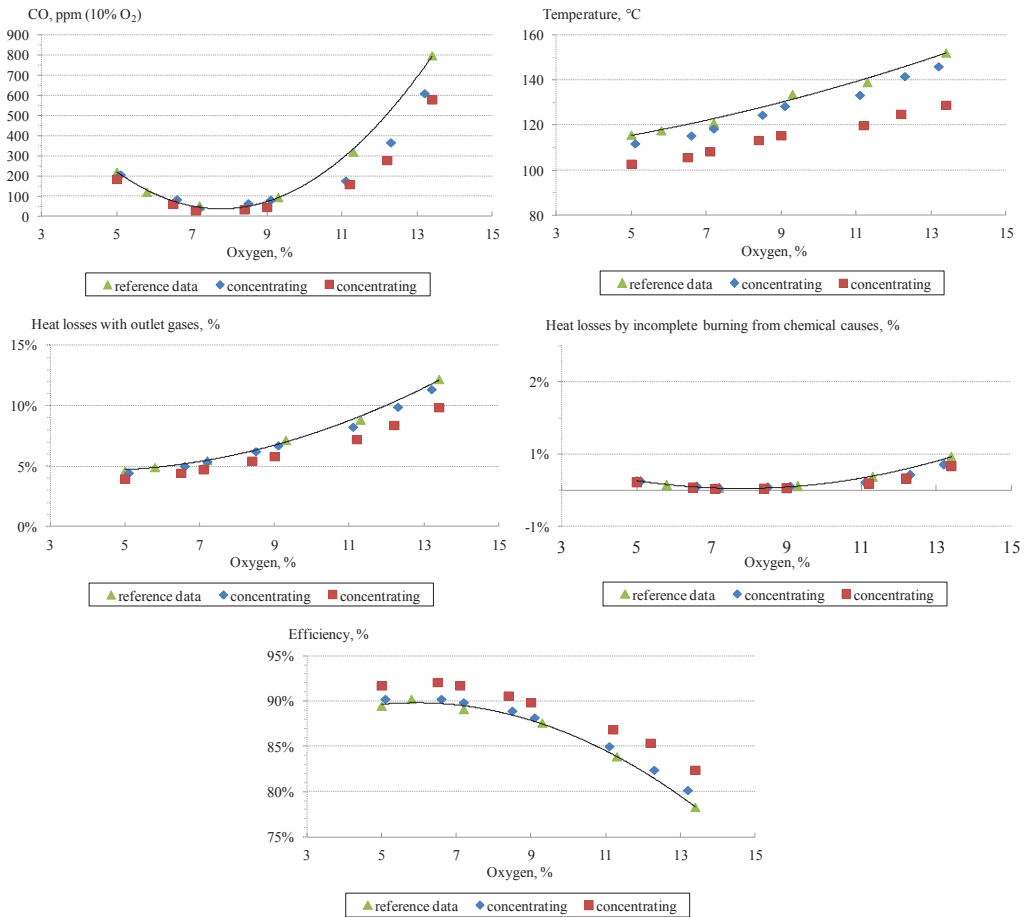 CO, ppm (10% O₂)
900
800
700
600
500
400
300
200
100
0
3 5 7 9 11 13 15
Oxygen, %
reference data concentrating concentrating
Temperature, °C
160
140
120
100
80
3 5 7 9 11 13 15
Oxygen, %
reference data concentrating concentrating
Heat losses with outlet gases, %
15%
10%
5%
0%
3 5 7 9 11 13 15
Oxygen, %
reference data concentrating concentrating
Heat losses by incomplete burning from chemical causes, %
2%
1%
-1%
3 5 7 9 11 13 15
Oxygen, %
reference data concentrating concentrating
Efficiency, %
95%
90%
85%
80%
75%
3 5 7 9 11 13 15
Oxygen, %
reference data concentrating concentrating